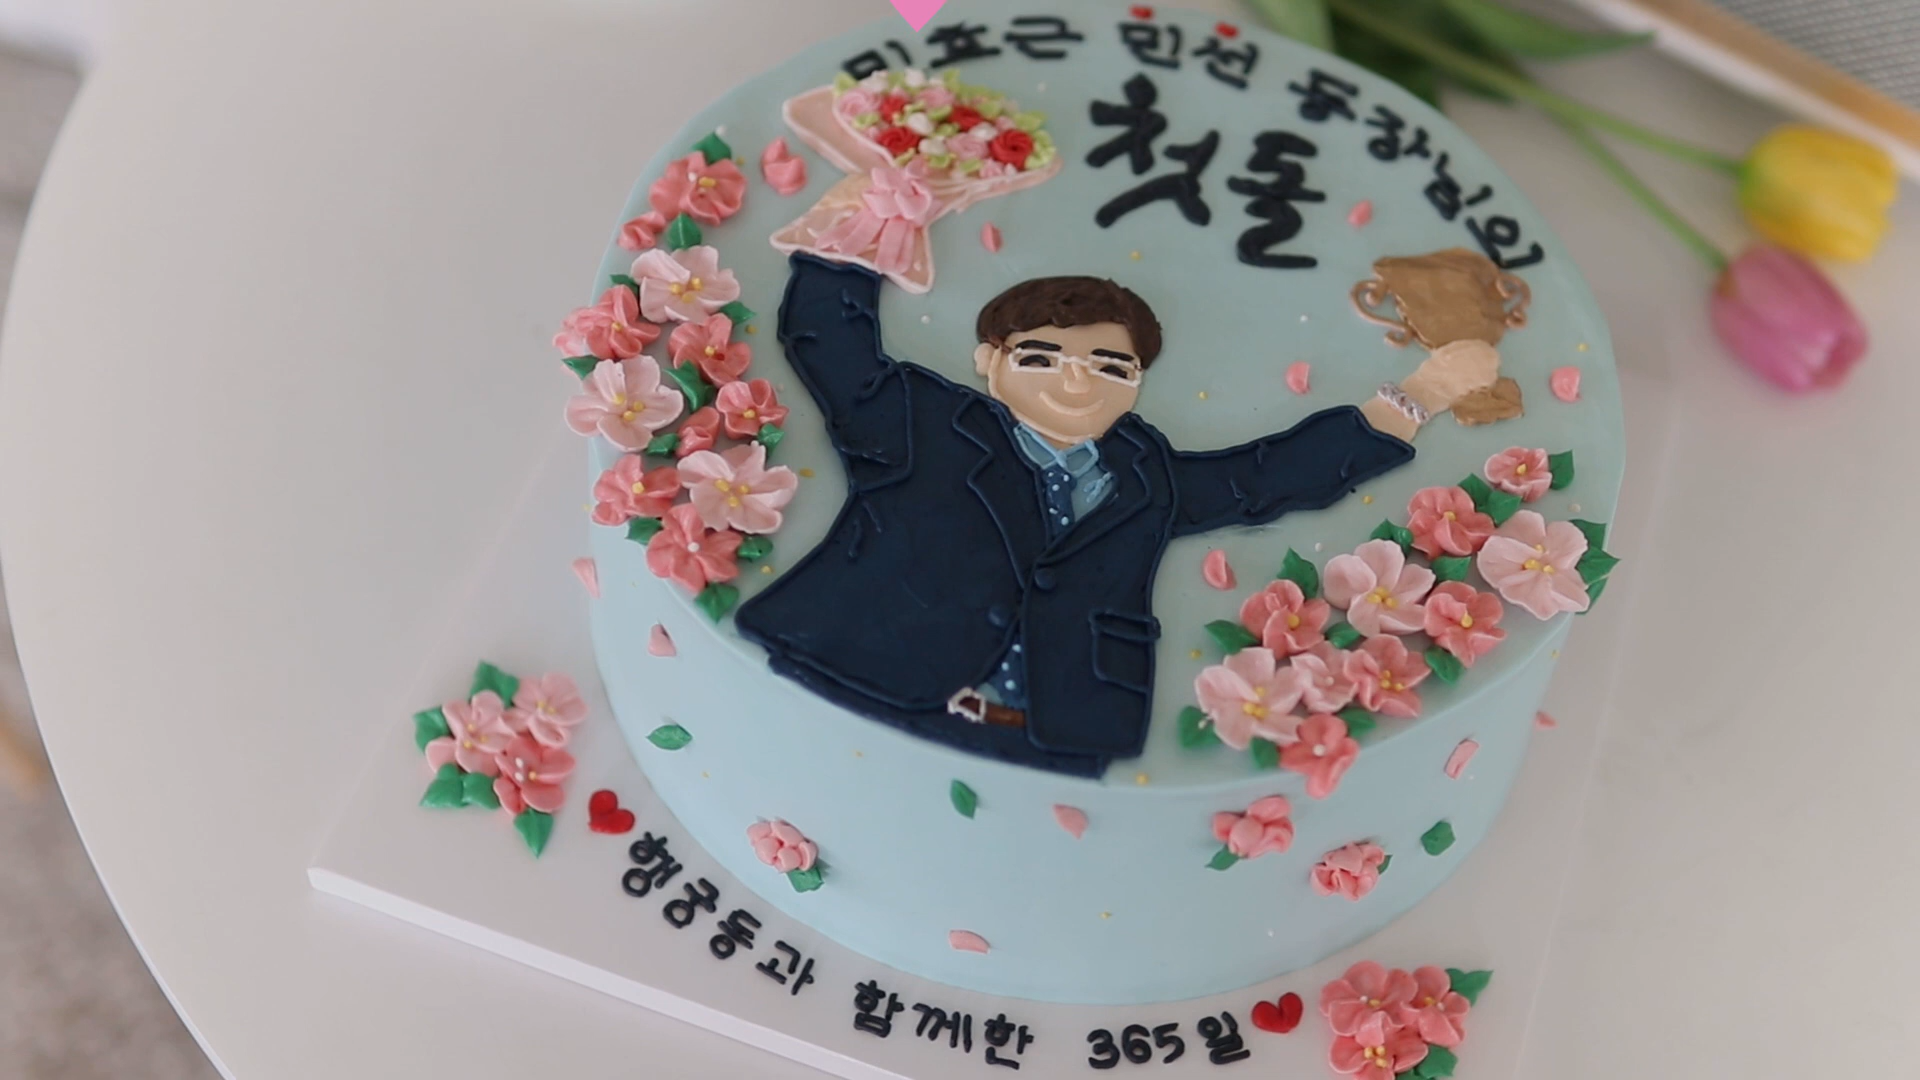 민효근 민선 동장님의
첫돌
행궁동과 함께한 365일